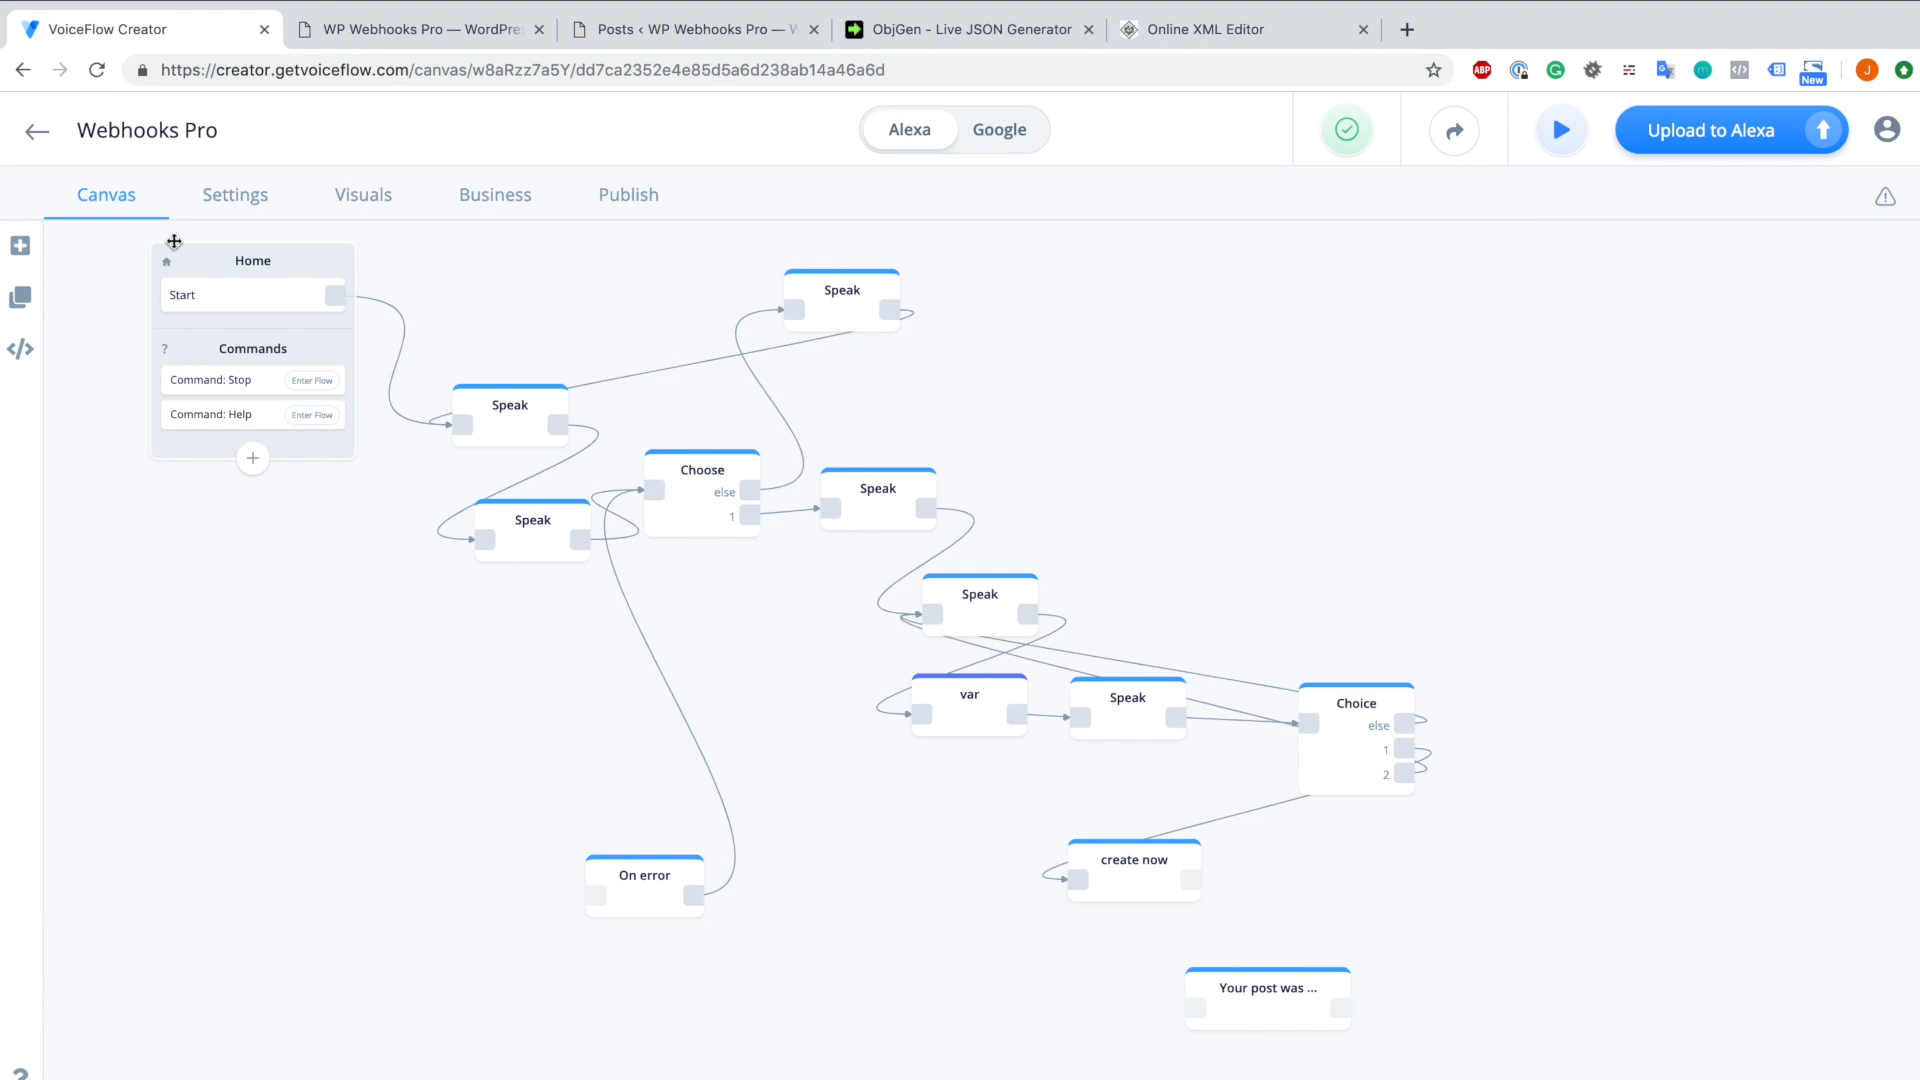 VoiceFlow Creator
WP Webhooks Pro — WordPre
Posts ‹ WP Webhooks Pro — W
ObjGen - Live JSON Generator
Online XML Editor
https://creator.getvoiceflow.com/canvas/w8aRzz7a5Y/dd7ca2352e4e85d5a6d238ab14a46a6d
ABP
New
J
Webhooks Pro
Alexa
Google
Upload to Alexa
Canvas
Settings
Visuals
Business
Publish
Home
Start
? Commands
Command: Stop Enter Flow
Command: Help Enter Flow
Speak
Speak
Choose
else
1
Speak
Speak
Speak
var
Speak
Choice
else
1
2
create now
On error
Your post was ...